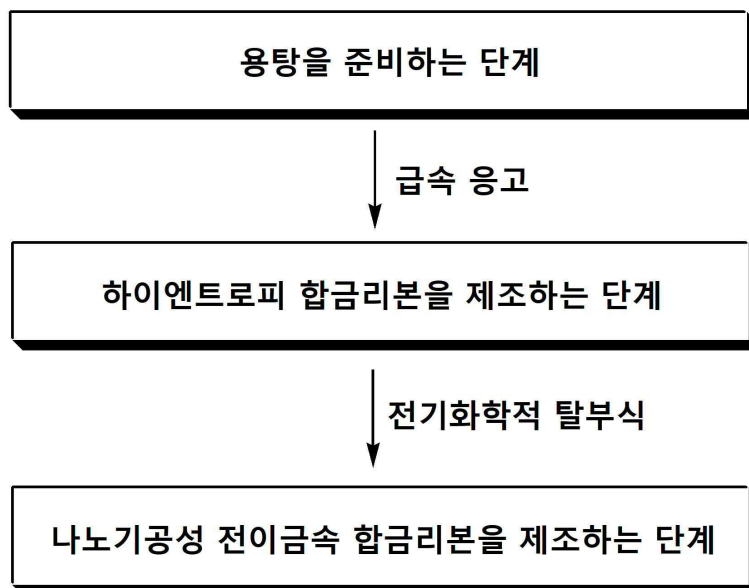 용탕을 준비하는 단계
급속 응고
하이엔트로피 합금리본을 제조하는 단계
전기화학적 탈부식
나노기공성 전이금속 합금리본을 제조하는 단계